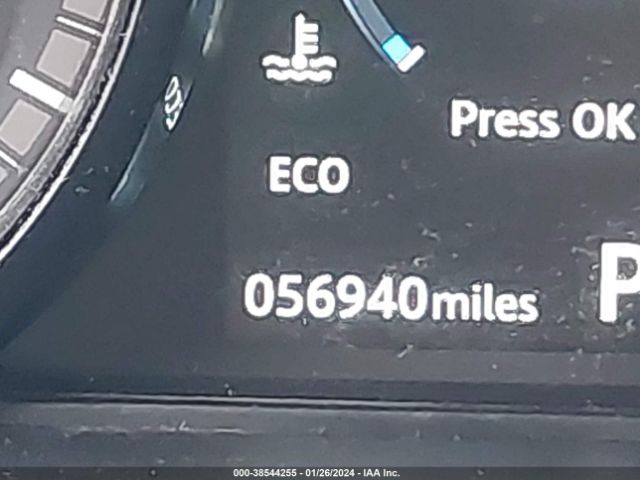 Press OK
ECO
056940miles
P
000-38544255 - 01/26/2024 - IAA Inc.